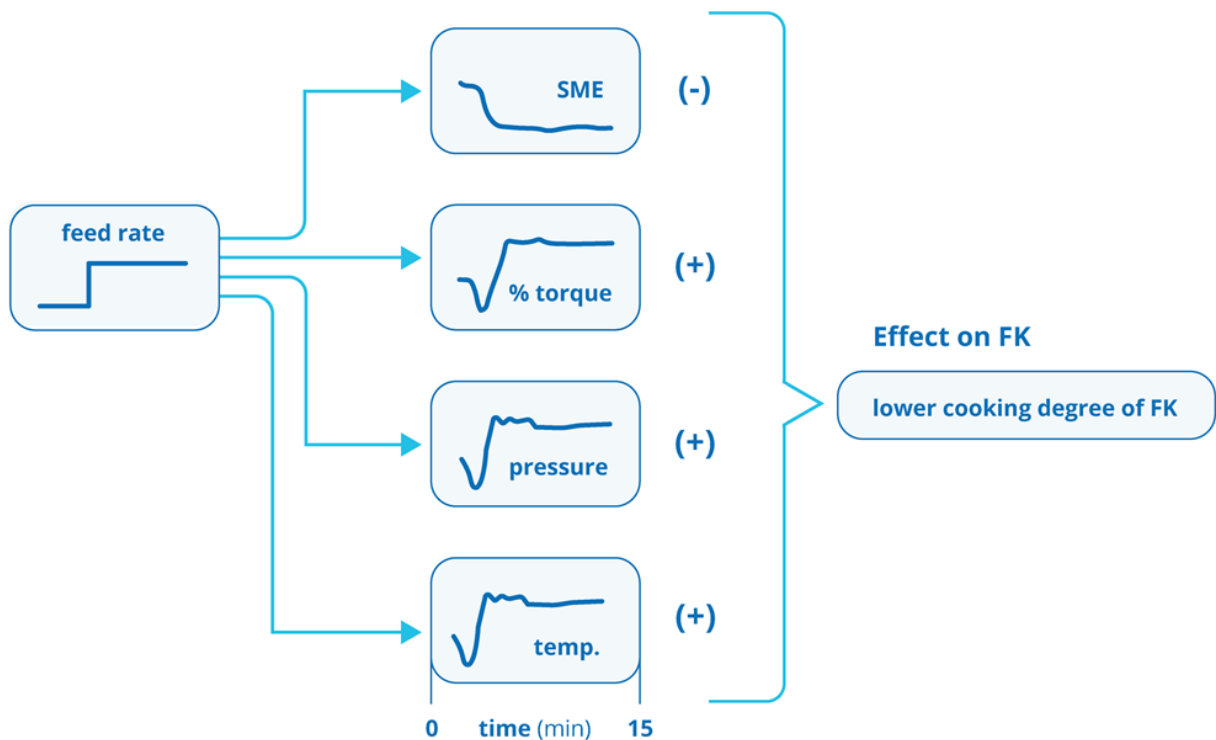 SME
(-)
feed rate
% torque
(+)
Effect on FK
lower cooking degree of FK
pressure
(+)
temp.
(+)
0 time (min) 15